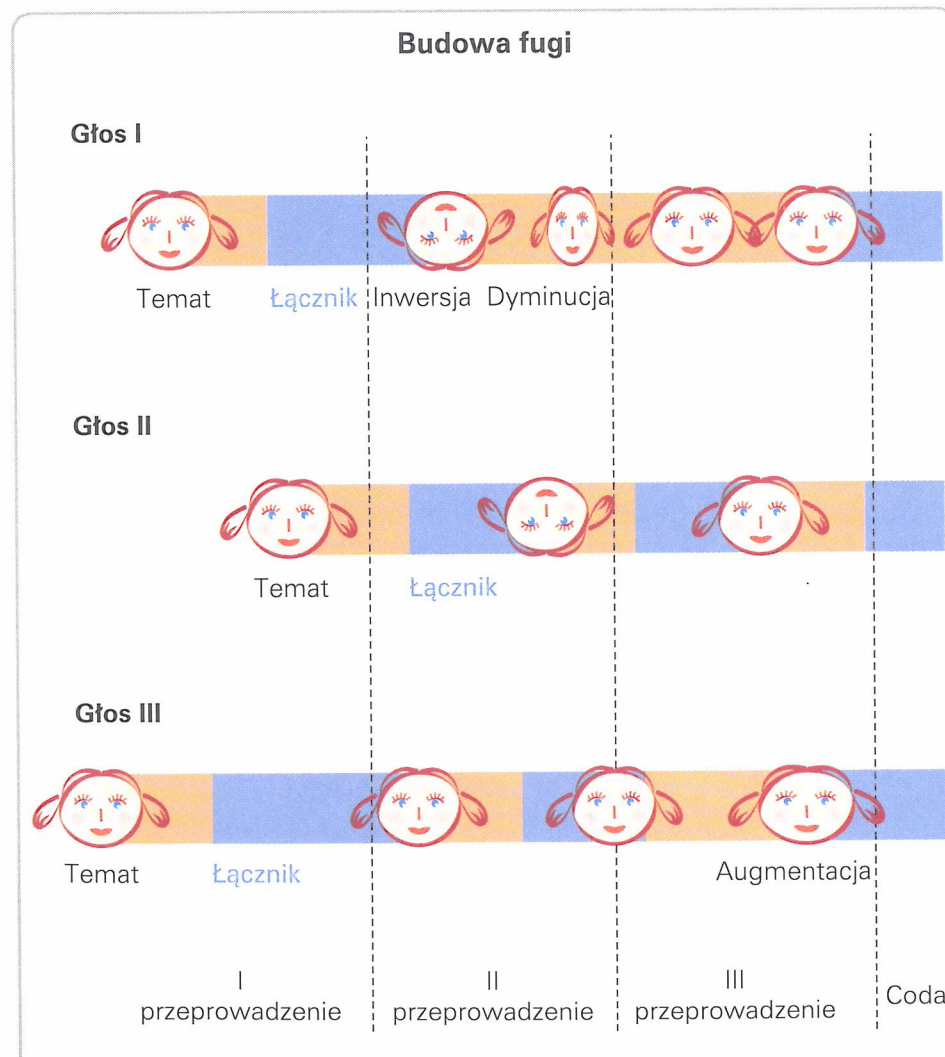 Budowa fugi
Głos I
Temat
Łącznik
Inwersja
Dyminucja
Głos II
Temat
Łącznik
Głos III
Temat
Łącznik
Augmentacja
I
przeprowadzenie
II
przeprowadzenie
III
przeprowadzenie
Coda